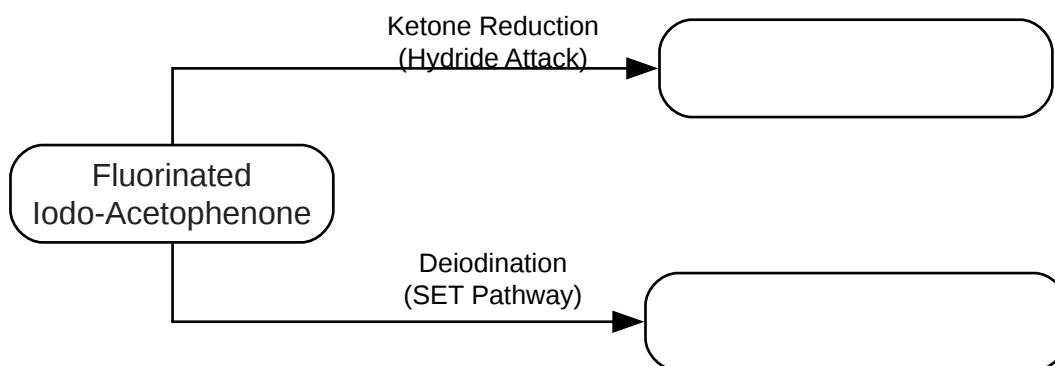 Ketone Reduction
(Hydride Attack)
Fluorinated
Iodo-Acetophenone
Deiodination
(SET Pathway)